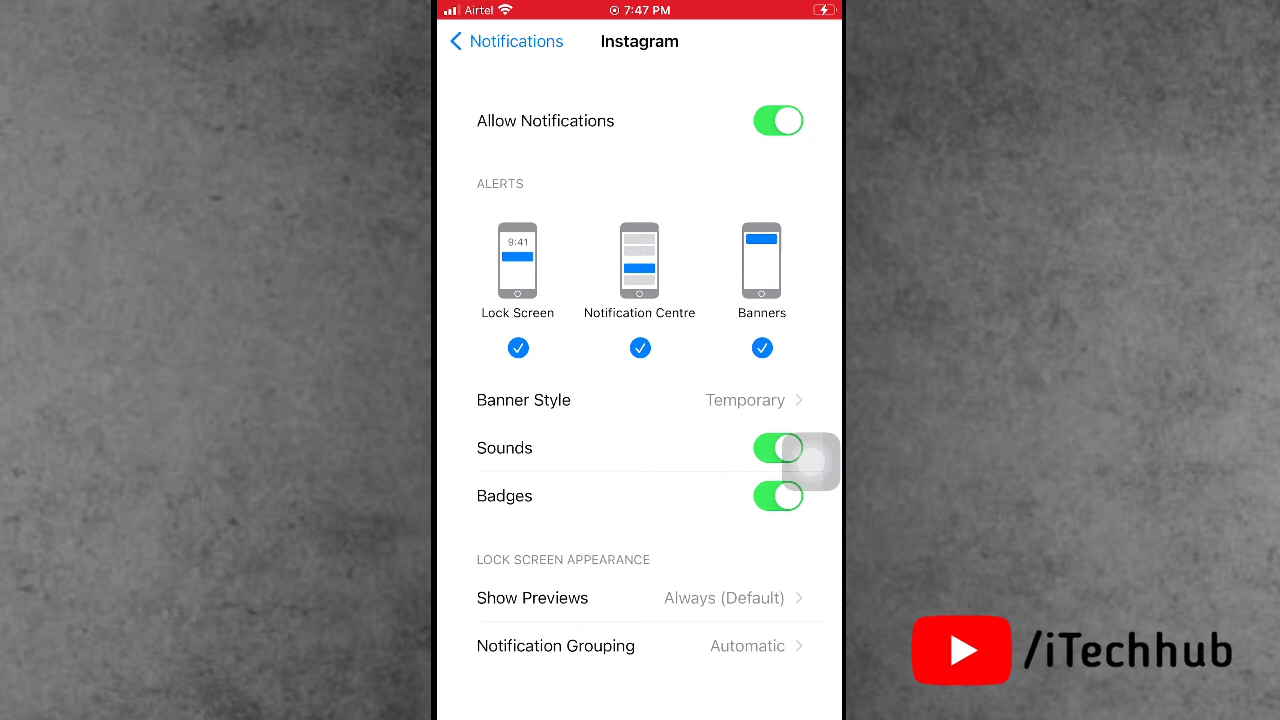 Airtel 7:47 PM
Notifications Instagram
Allow Notifications
ALERTS
9:41
Lock Screen Notification Centre Banners
Banner Style Temporary
Sounds
Badges
LOCK SCREEN APPEARANCE
Show Previews Always (Default)
Notification Grouping Automatic
/iTechhub